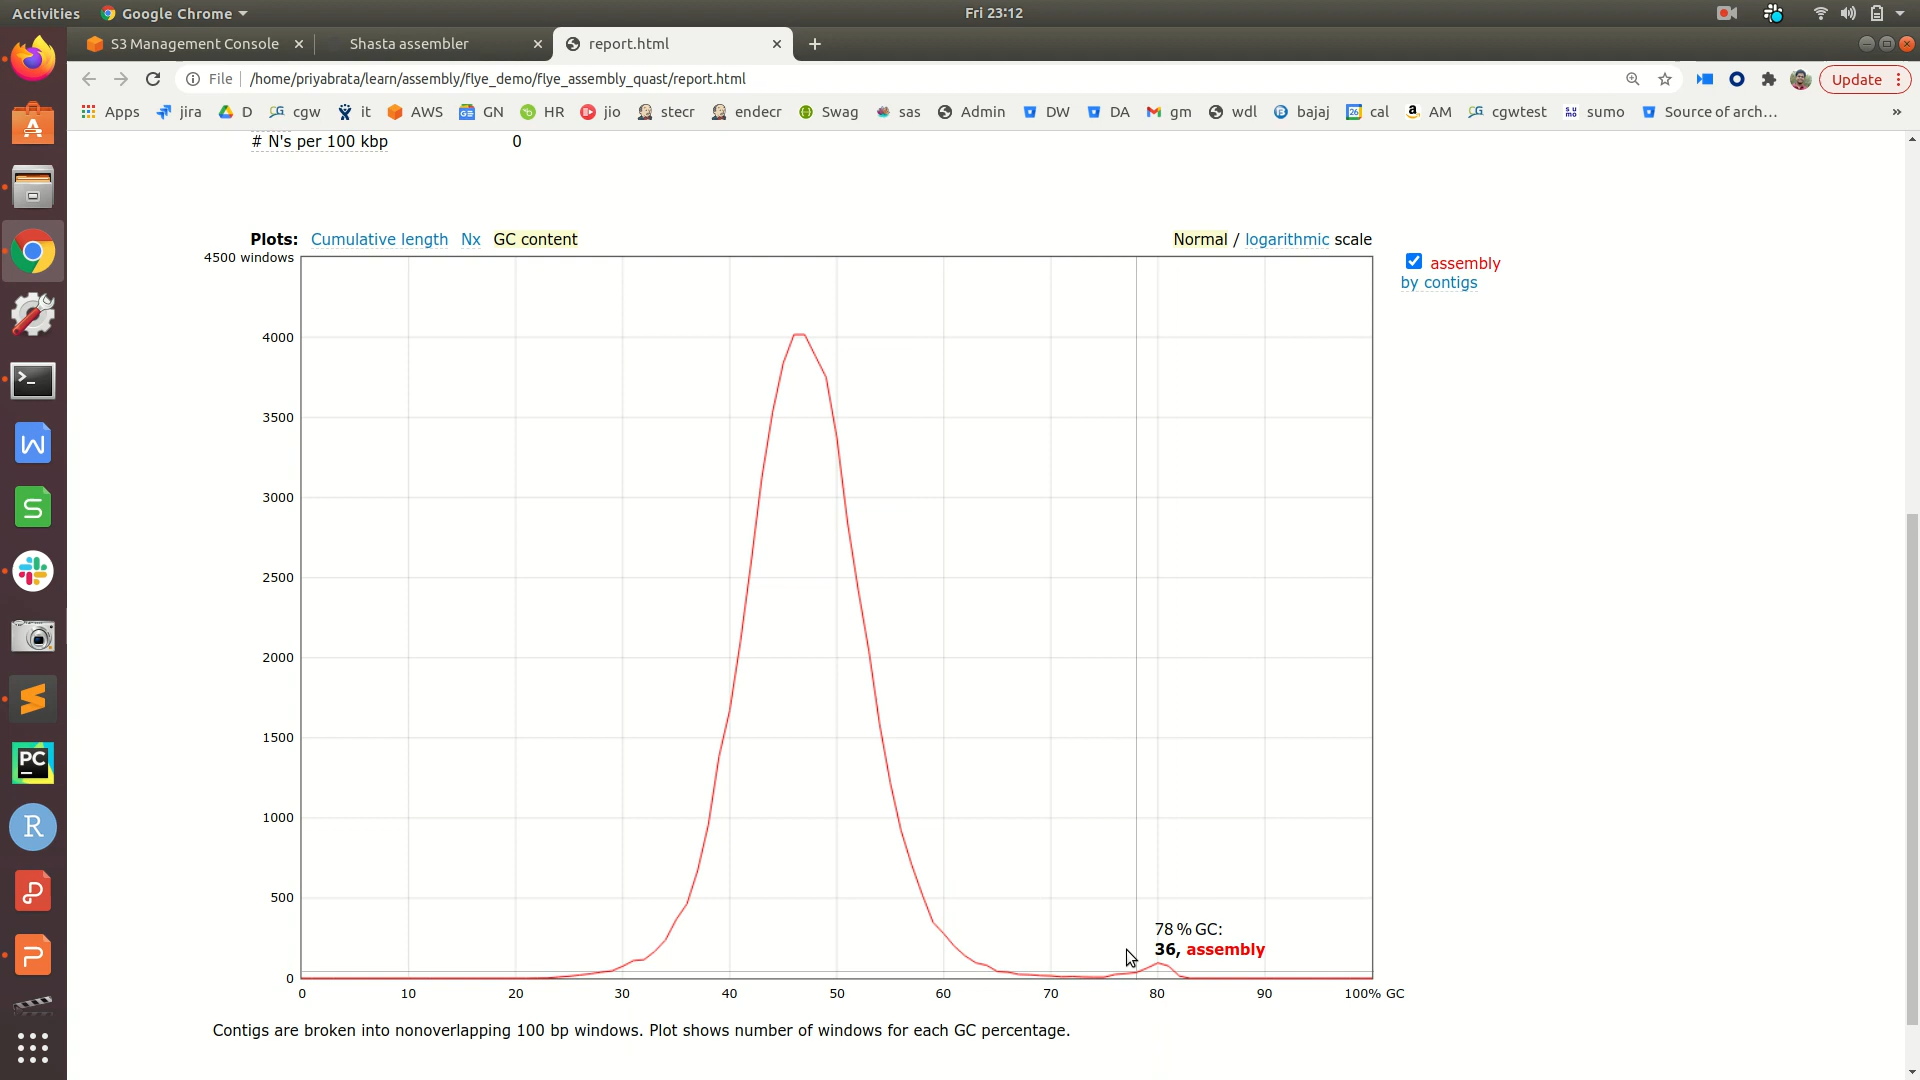 Activities Google Chrome Fri 23:12
S3 Management Console Shasta assembler report.html
File /home/priyabrata/learn/assembly/flye_demo/flye_assembly_quast/report.html Update
Apps jira D cgw it AWS GN HR jio stecr endecr Swag sas Admin DW DA gm wdl bajaj cal AM cgwtest sumo Source of arch… »
# N's per 100 kbp 0
Plots: Cumulative length Nx GC content Normal / logarithmic scale
4500 windows
assembly
by contigs
4000
3500
3000
2500
2000
1500
1000
500
78 % GC:
36, assembly
0
0 10 20 30 40 50 60 70 80 90 100% GC
Contigs are broken into nonoverlapping 100 bp windows. Plot shows number of windows for each GC percentage.